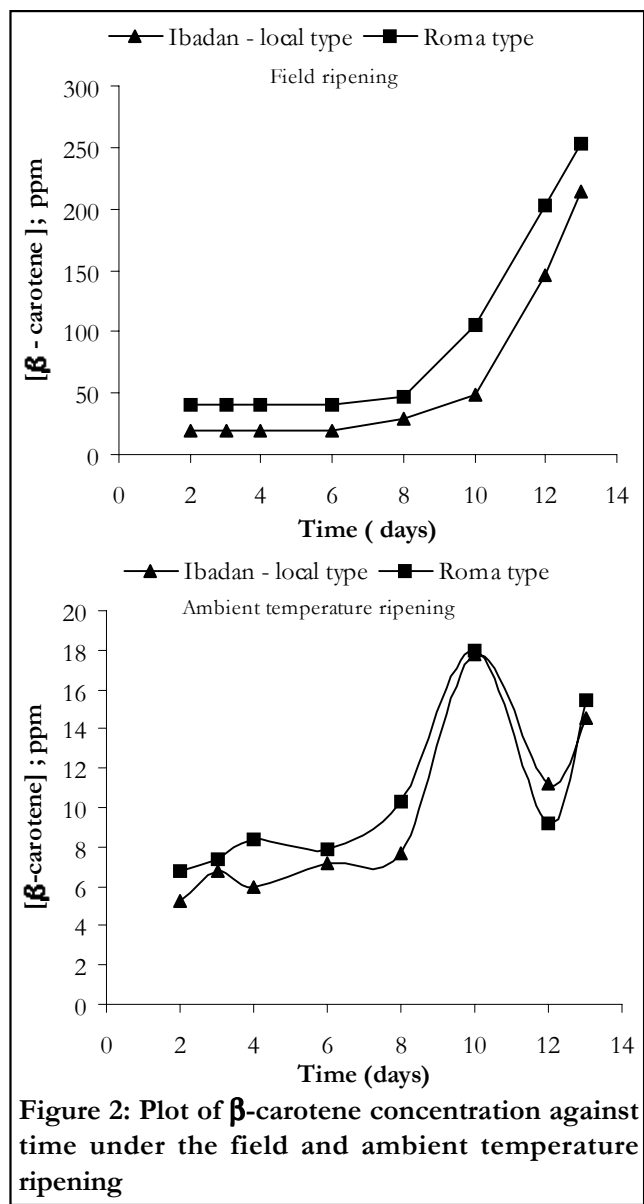 Ibadan - local type Roma type
Field ripening
300
250
200
150
100
50
0
[β - carotene ] ; ppm
0 2 4 6 8 10 12 14
Time ( days)
Ibadan - local type Roma type
Ambient temperature ripening
20
18
16
14
12
10
8
6
4
2
0
[β-carotene] ; ppm
0 2 4 6 8 10 12 14
Time (days)
Figure 2: Plot of β-carotene concentration against
time under the field and ambient temperature
ripening